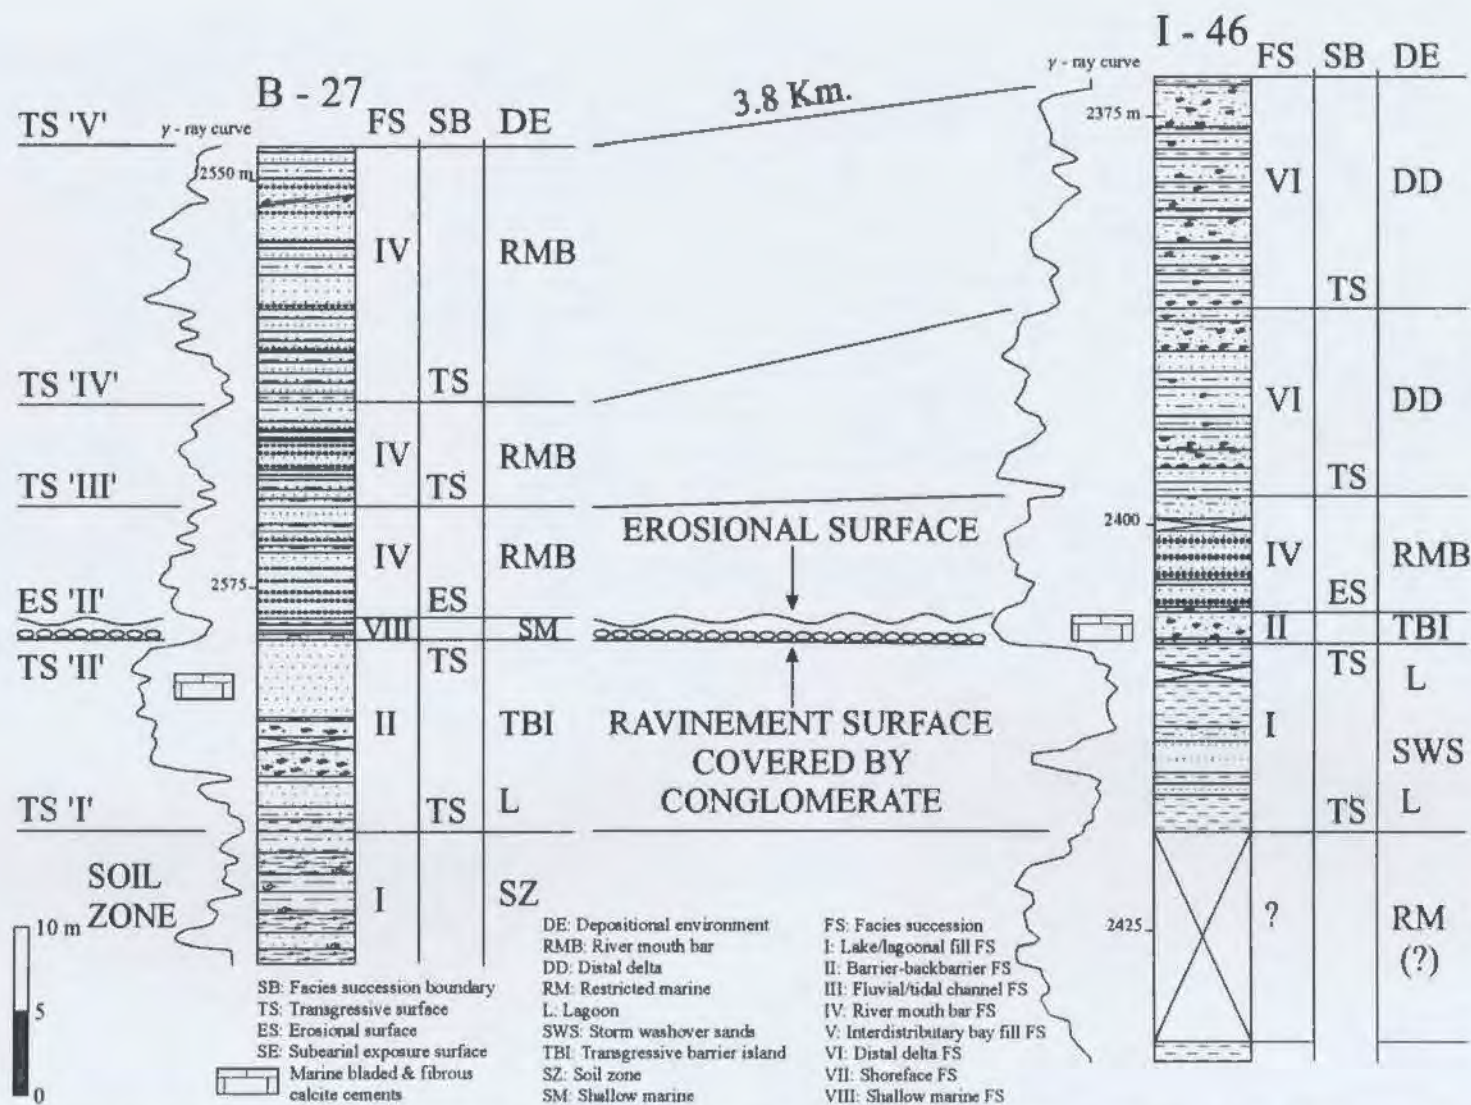 I - 46
γ - ray curve
FS SB DE
B - 27
3.8 Km.
TS 'V'
γ - ray curve
FS SB DE
2375 m
2550 m
VI
DD
IV
RMB
TS
TS 'IV'
TS
VI
DD
IV
RMB
TS
TS 'III'
TS
EROSIONAL SURFACE
2400
IV
RMB
IV
RMB
2575
ES
ES 'II'
ES
VIII
SM
II
TBI
TS 'II'
TS
TS
L
II
TBI
RAVINEMENT SURFACE
COVERED BY
CONGLOMERATE
I
SWS
TS 'I'
TS
L
TS
L
SOIL
ZONE
I
SZ
?
RM
(?)
2425
10 m
5
0
SB: Facies succession boundary
TS: Transgressive surface
ES: Erosional surface
SE: Subearial exposure surface
Marine bladed & fibrous
calcite cements
DE: Depositional environment
RMB: River mouth bar
DD: Distal delta
RM: Restricted marine
L: Lagoon
SWS: Storm washover sands
TBI: Transgressive barrier island
SZ: Soil zone
SM: Shallow marine
FS: Facies succession
I: Lake/lagoonal fill FS
II: Barrier-backbarrier FS
III: Fluvial/tidal channel FS
IV: River mouth bar FS
V: Interdistributary bay fill FS
VI: Distal delta FS
VII: Shoreface FS
VIII: Shallow marine FS